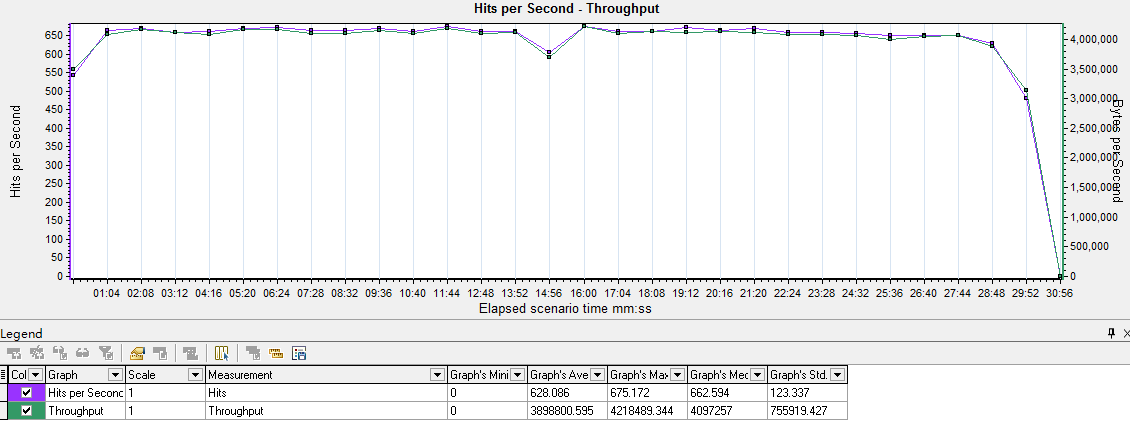 Hits per Second - Throughput
Hits per Second
650
600
550
500
450
400
350
300
250
200
150
100
50
0
4,000,000
3,500,000
3,000,000
2,500,000
2,000,000
1,500,000
1,000,000
500,000
0
Bytes per Second
01:04 02:08 03:12 04:16 05:20 06:24 07:28 08:32 09:36 10:40 11:44 12:48 13:52 14:56 16:00 17:04 18:08 19:12 20:16 21:20 22:24 23:28 24:32 25:36 26:40 27:44 28:48 29:52 30:56
Elapsed scenario time mm:ss
Legend
Col Graph Scale Measurement Graph's Mini Graph's Ave Graph's Max Graph's Med Graph's Std.
Hits per Second 1 Hits 0 628.086 675.172 662.594 123.337
Throughput 1 Throughput 0 3898800.595 4218489.344 4097257 755919.427